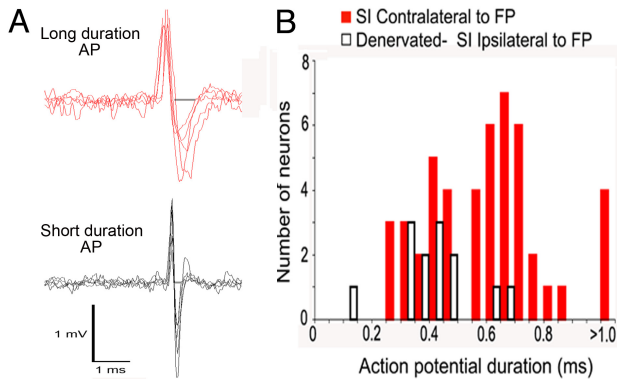 A
Long duration
AP
Short duration
AP
1 mV
1 ms
B
SI Contralateral to FP
Denervated- SI Ipsilateral to FP
Number of neurons
8
6
4
2
0
0 0.2 0.4 0.6 0.8 >1.0
Action potential duration (ms)